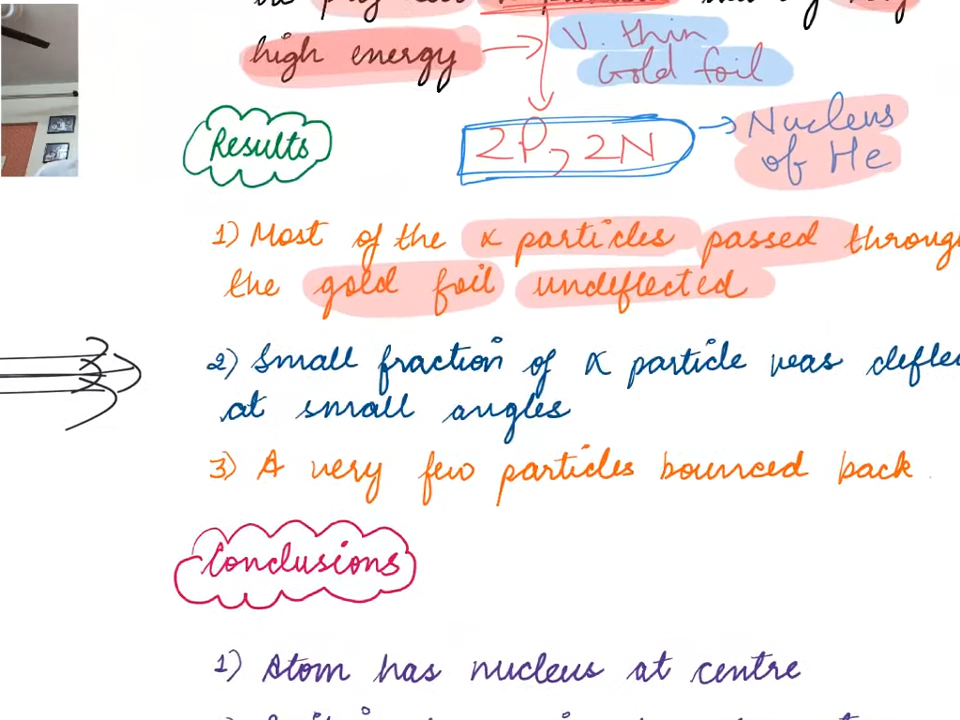 high energy
V. thin
Gold foil
Results
2P, 2N
Nucleus
of He
1) Most of the α particles passed through
the gold foil undeflected
2) Small fraction of α particle was defle
at small angles
3) A very few particles bounced back.
Conclusions
1) Atom has nucleus at centre